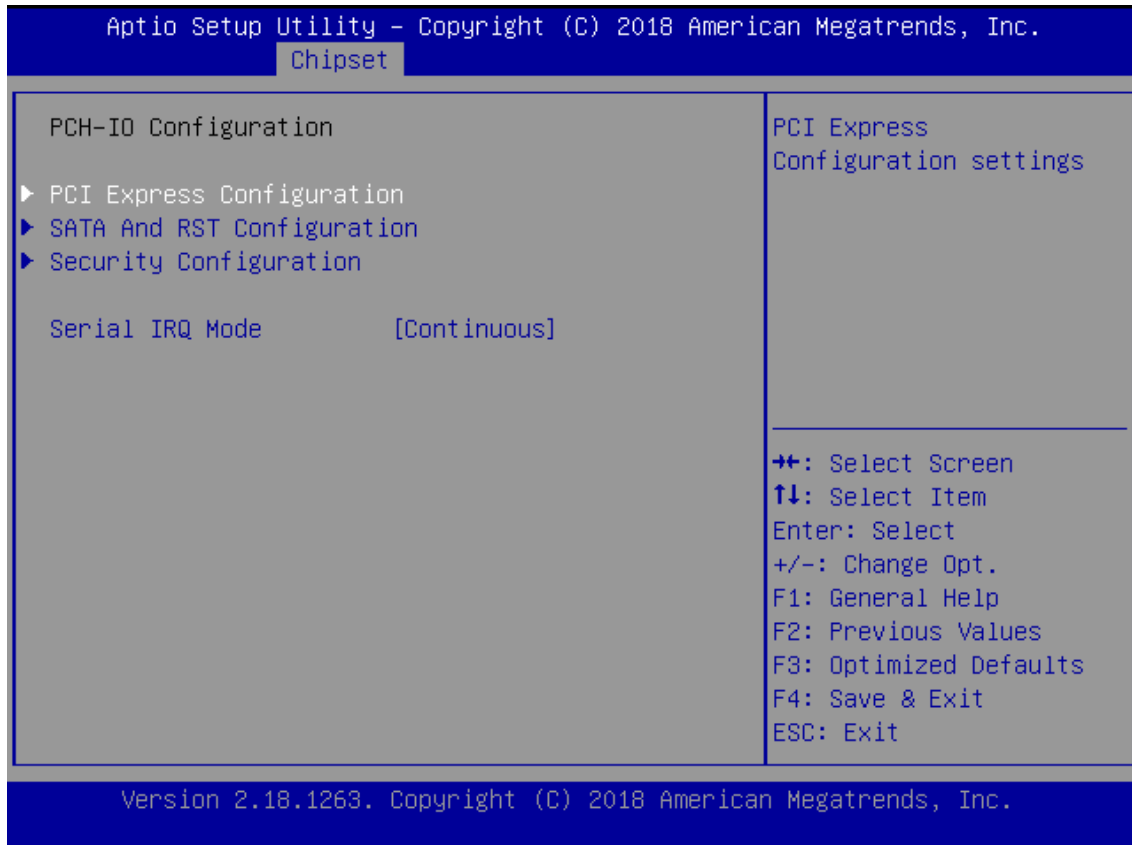 Aptio Setup Utility – Copyright (C) 2018 American Megatrends, Inc.
Chipset
PCH-IO Configuration
▶ PCI Express Configuration
▶ SATA And RST Configuration
▶ Security Configuration
Serial IRQ Mode [Continuous]
PCI Express
Configuration settings
→←: Select Screen
↑↓: Select Item
Enter: Select
+/-: Change Opt.
F1: General Help
F2: Previous Values
F3: Optimized Defaults
F4: Save & Exit
ESC: Exit
Version 2.18.1263. Copyright (C) 2018 American Megatrends, Inc.